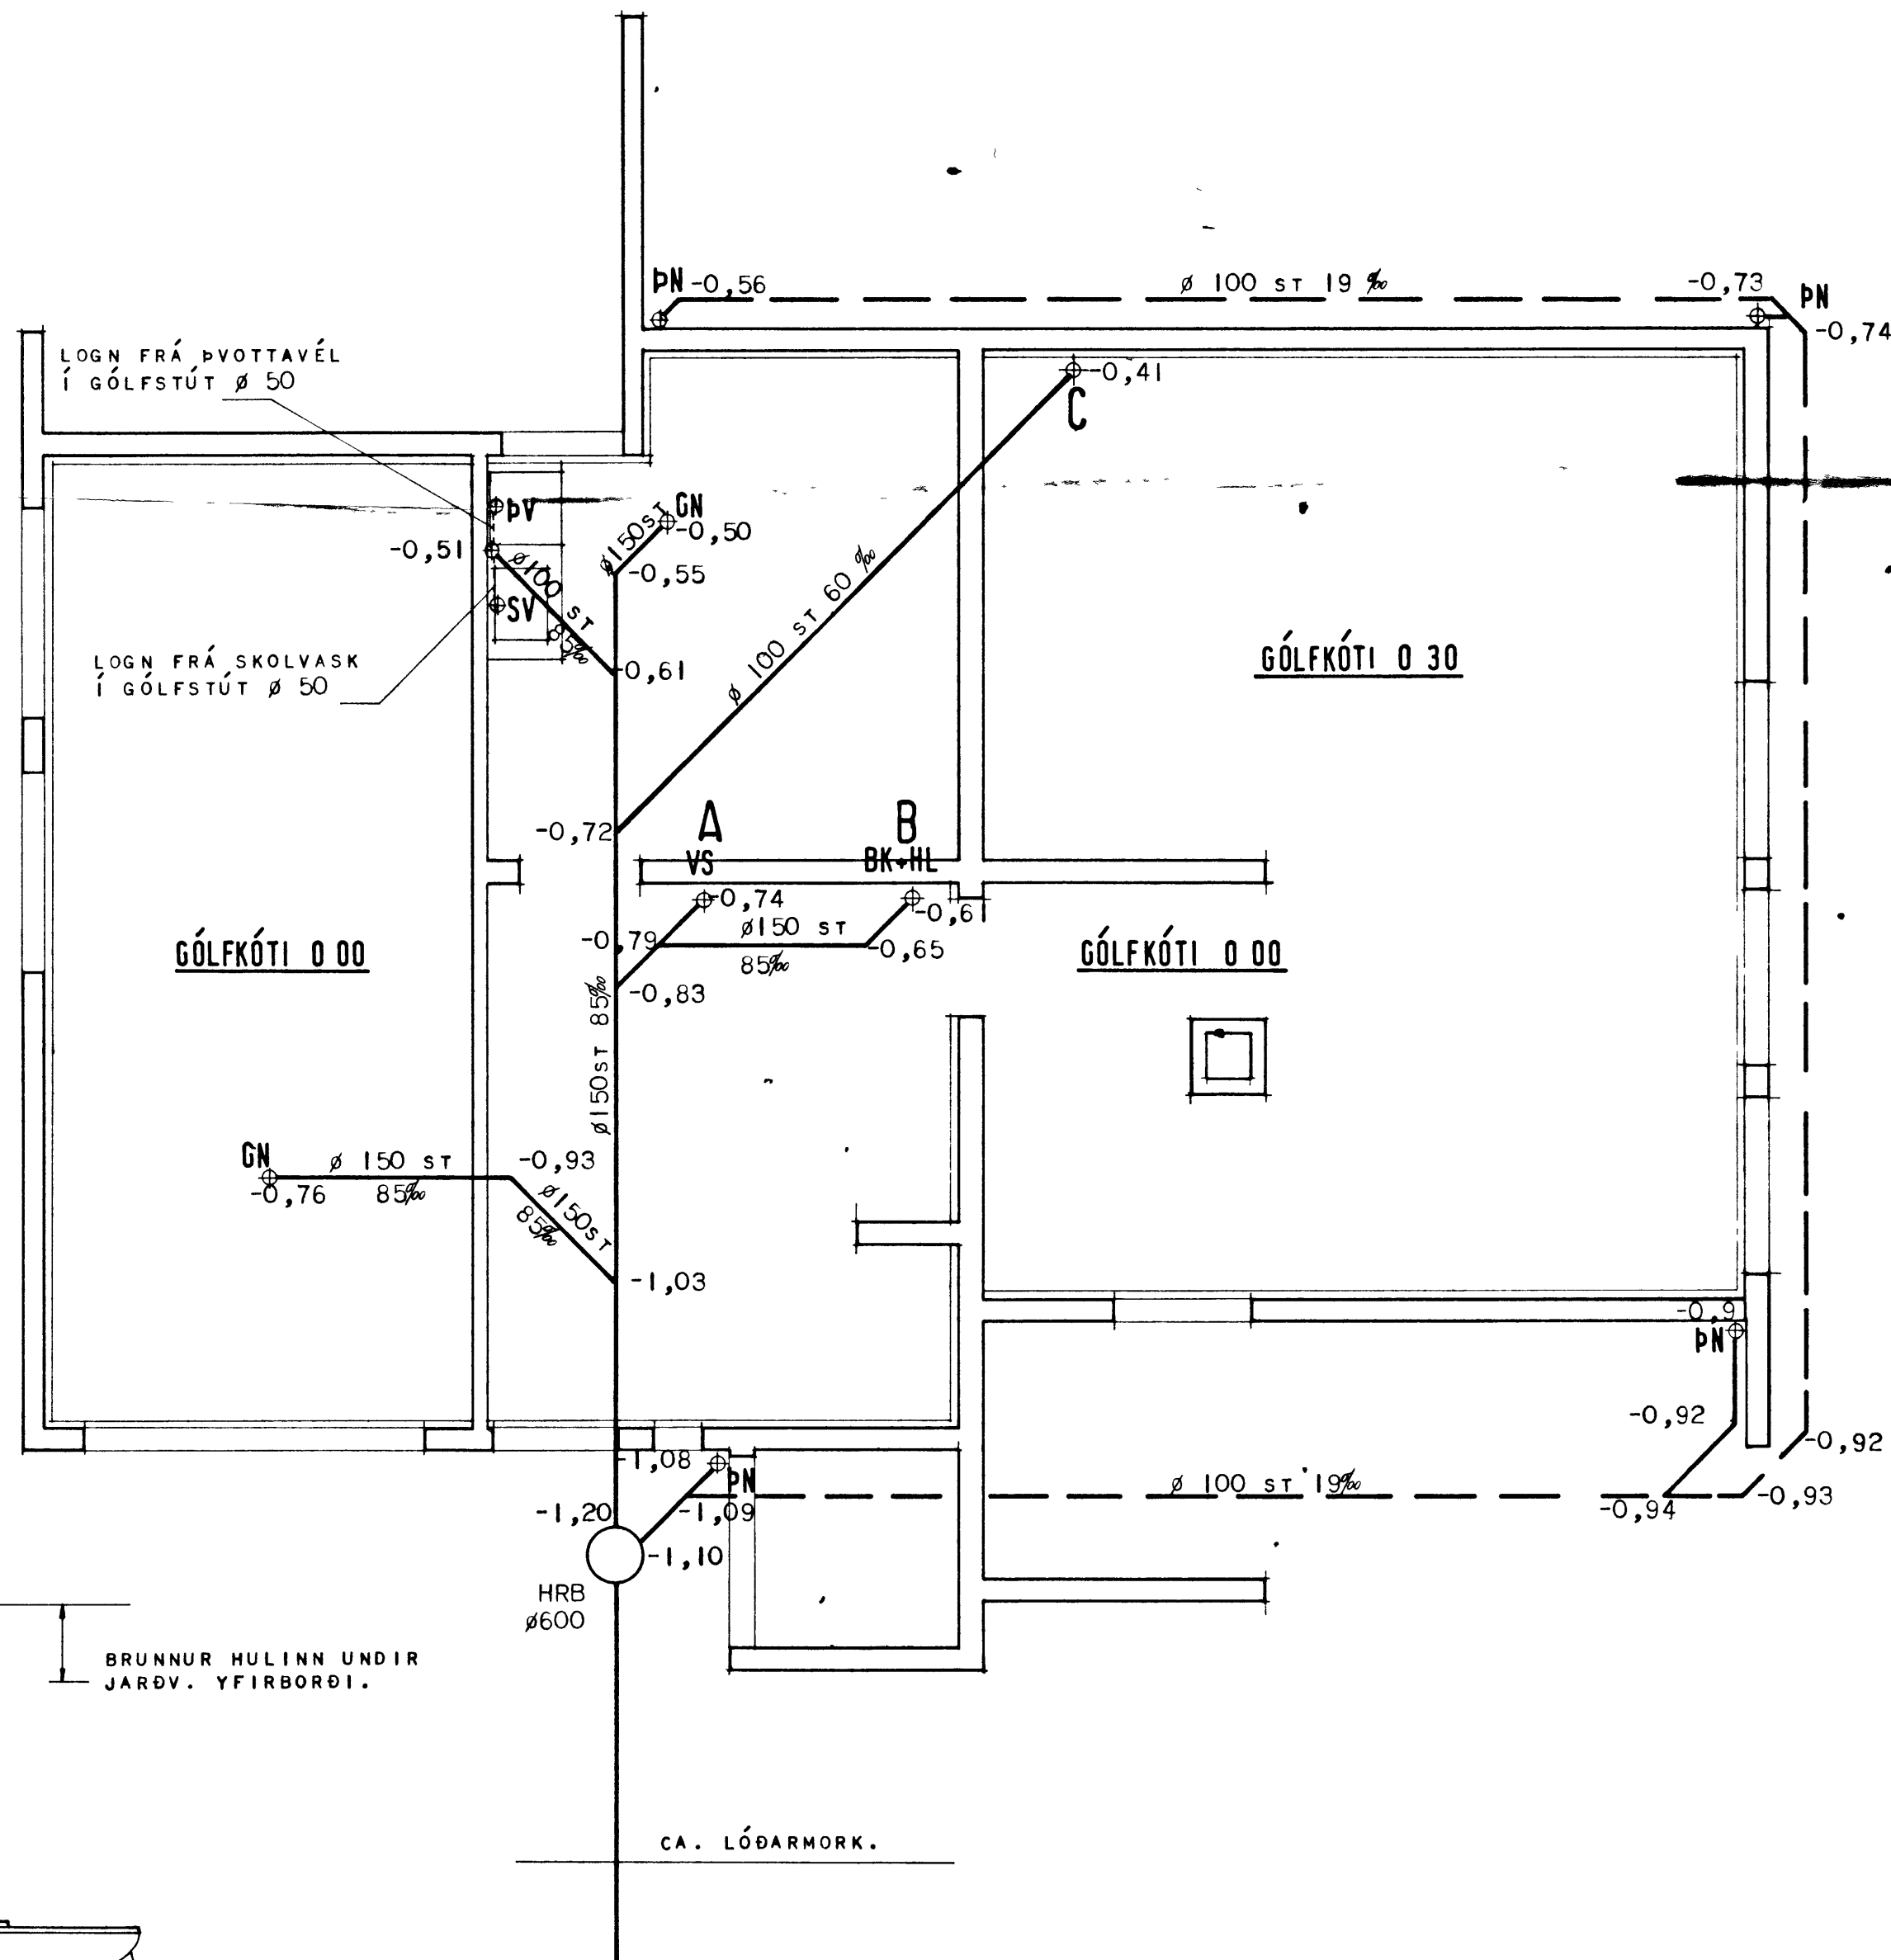 ÞN -0,56
ø 100 ST 19 ‰
-0,73
ÞN
-0,74
LOGN FRÁ ÞVOTTAVÉL
Í GÓLFSTÚT ø 50
-0,41
C
ÞV
ø150ST
GN
-0,50
-0,51
ø100 ST
85‰
-0,55
SV
ø 100 ST 60 ‰
LOGN FRÁ SKOLVASK
Í GÓLFSTÚT ø 50
-0,61
GÓLFKÓTI 0 30
-0,72
A
VS
B
BK+HL
-0,74
-0,61
-0,79
ø150 ST
85‰
-0,65
GÓLFKÓTI 0 00
GÓLFKÓTI 0 00
-0,83
ø150ST 85‰
GN
-0,76
ø 150 ST
85‰
-0,93
ø150ST
85‰
-1,03
-0,9
ÞN
-0,92
-0,92
-1,08
ÞN
ø 100 ST 19‰
-0,93
-0,94
-1,20
-1,09
-1,10
HRB
ø600
BRUNNUR HULINN UNDIR
JARÐV. YFIRBORÐI.
CA. LÓÐARMORK.